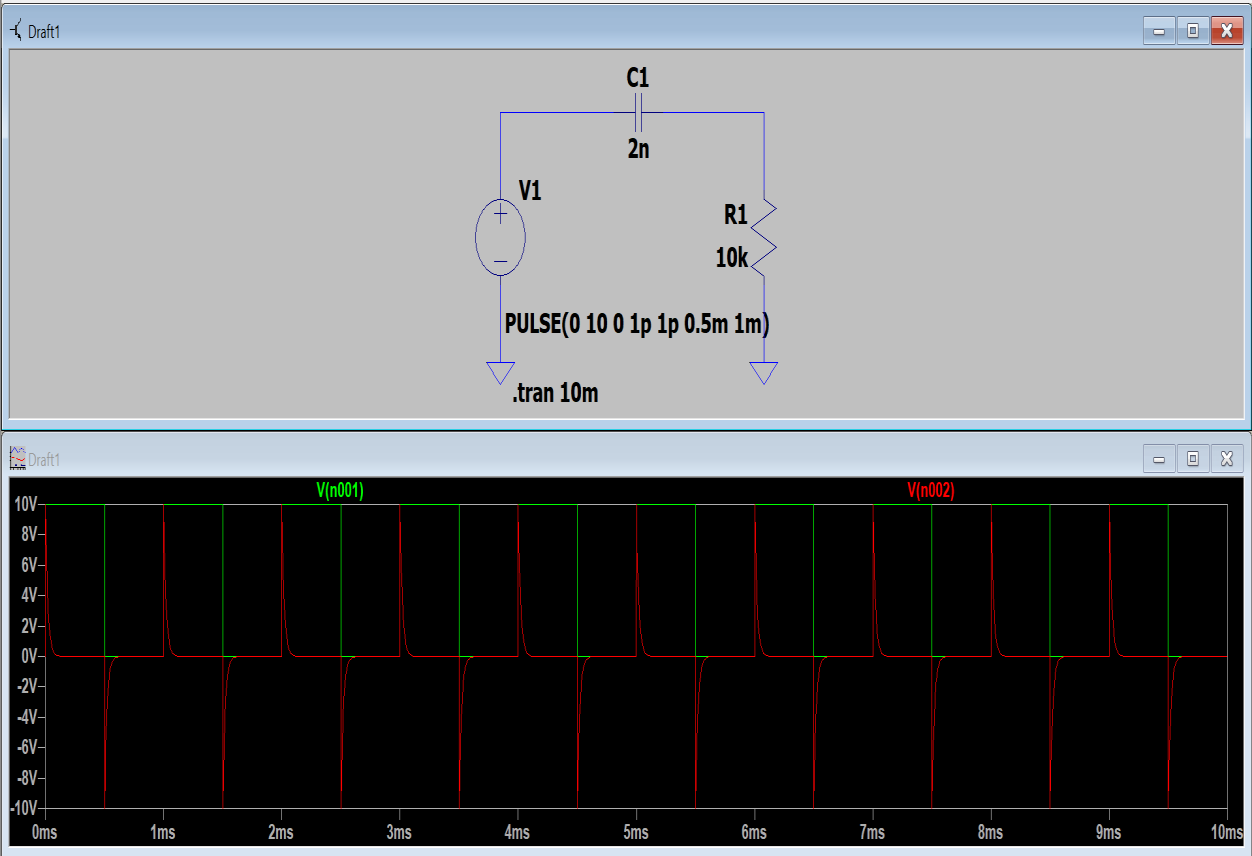 Draft1
C1
2n
V1
R1
10k
PULSE(0 10 0 1p 1p 0.5m 1m)
.tran 10m
Draft1
V(n001) V(n002)
10V
8V
6V
4V
2V
0V
-2V
-4V
-6V
-8V
-10V
0ms 1ms 2ms 3ms 4ms 5ms 6ms 7ms 8ms 9ms 10ms